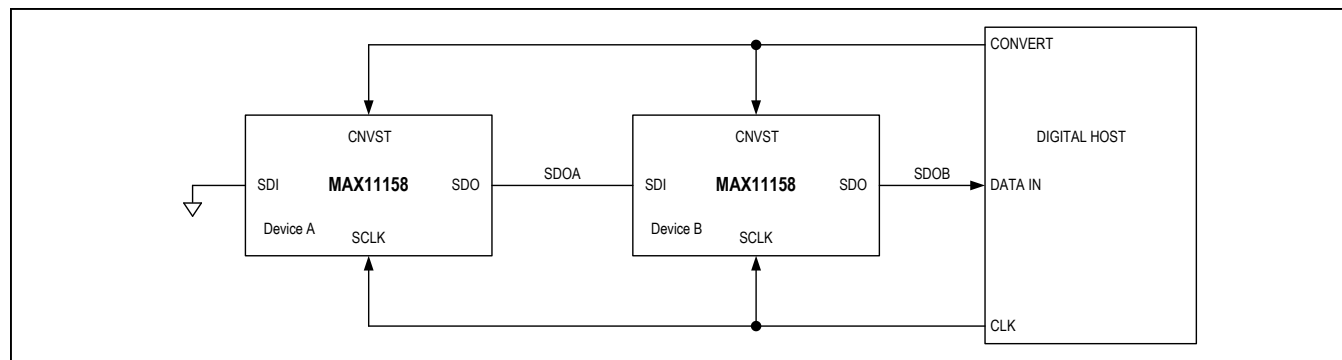 CONVERT
CNVST
CNVST
DIGITAL HOST
SDI
MAX11158
SDO
SDOA
SDI
MAX11158
SDO
SDOB
DATA IN
Device A
SCLK
Device B
SCLK
CLK